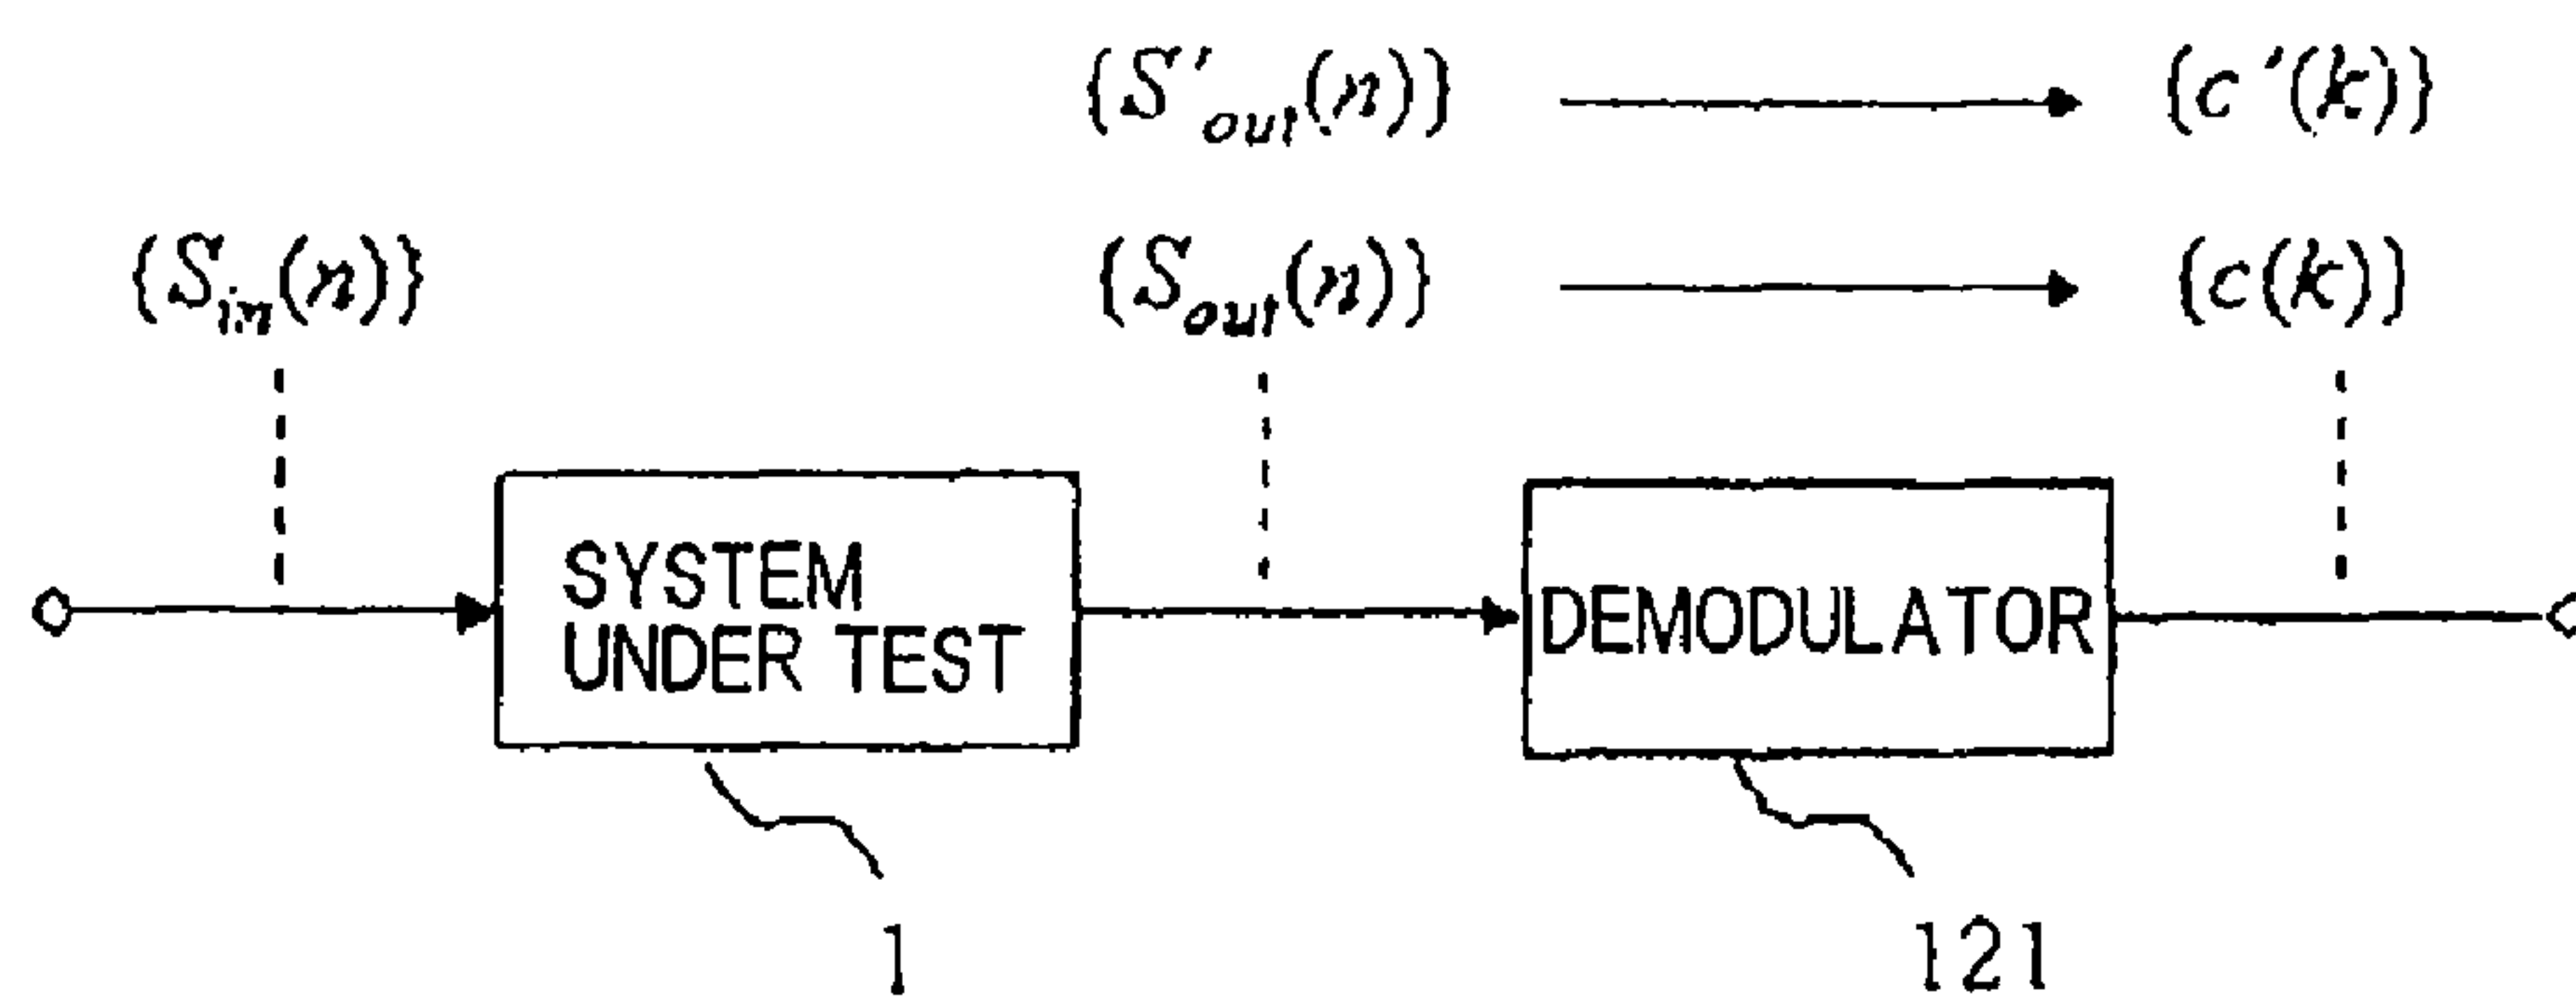 {S'out(n)} {c'(k)}
{Sin(n)} {Sout(n)} {c(k)}
SYSTEM
UNDER TEST
DEMODULATOR
1
121